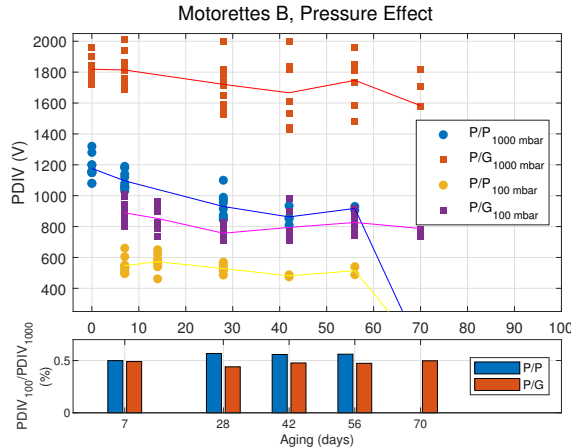 Motorettes B, Pressure Effect
PDIV (V)
2000
1800
1600
1400
1200
1000
800
600
400
P/P1000 mbar
P/G1000 mbar
P/P100 mbar
P/G100 mbar
0 10 20 30 40 50 60 70 80 90 100
PDIV100/PDIV1000
(%)
0.5
0
P/P
P/G
7 28 42 56 70
Aging (days)